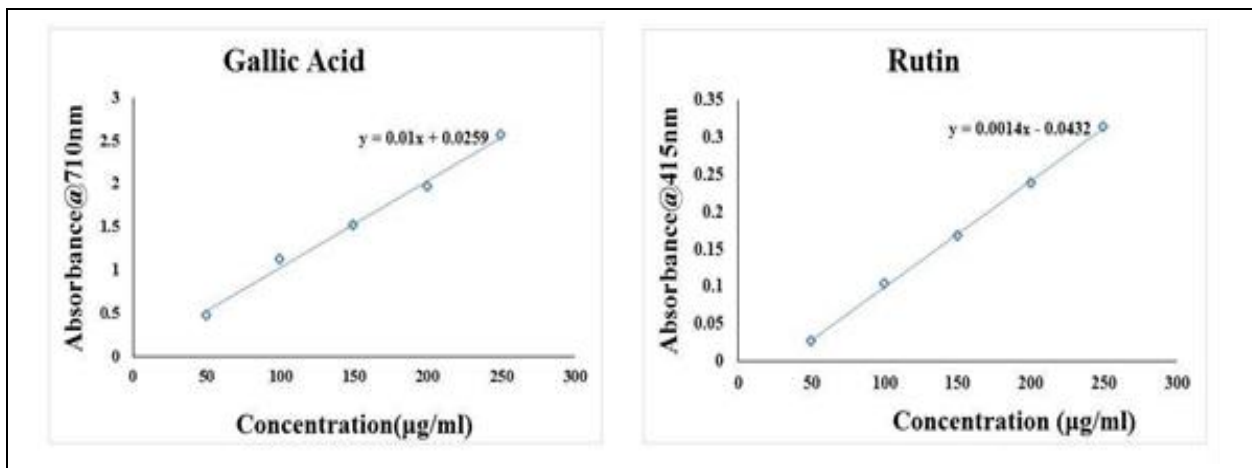 Gallic Acid
Absorbance@710nm
3
2.5
2
1.5
1
0.5
0
y = 0.01x + 0.0259
0 50 100 150 200 250 300
Concentration(µg/ml)
Rutin
Absorbance@415nm
0.35
0.3
0.25
0.2
0.15
0.1
0.05
0
y = 0.0014x - 0.0432
0 50 100 150 200 250 300
Concentration (µg/ml)